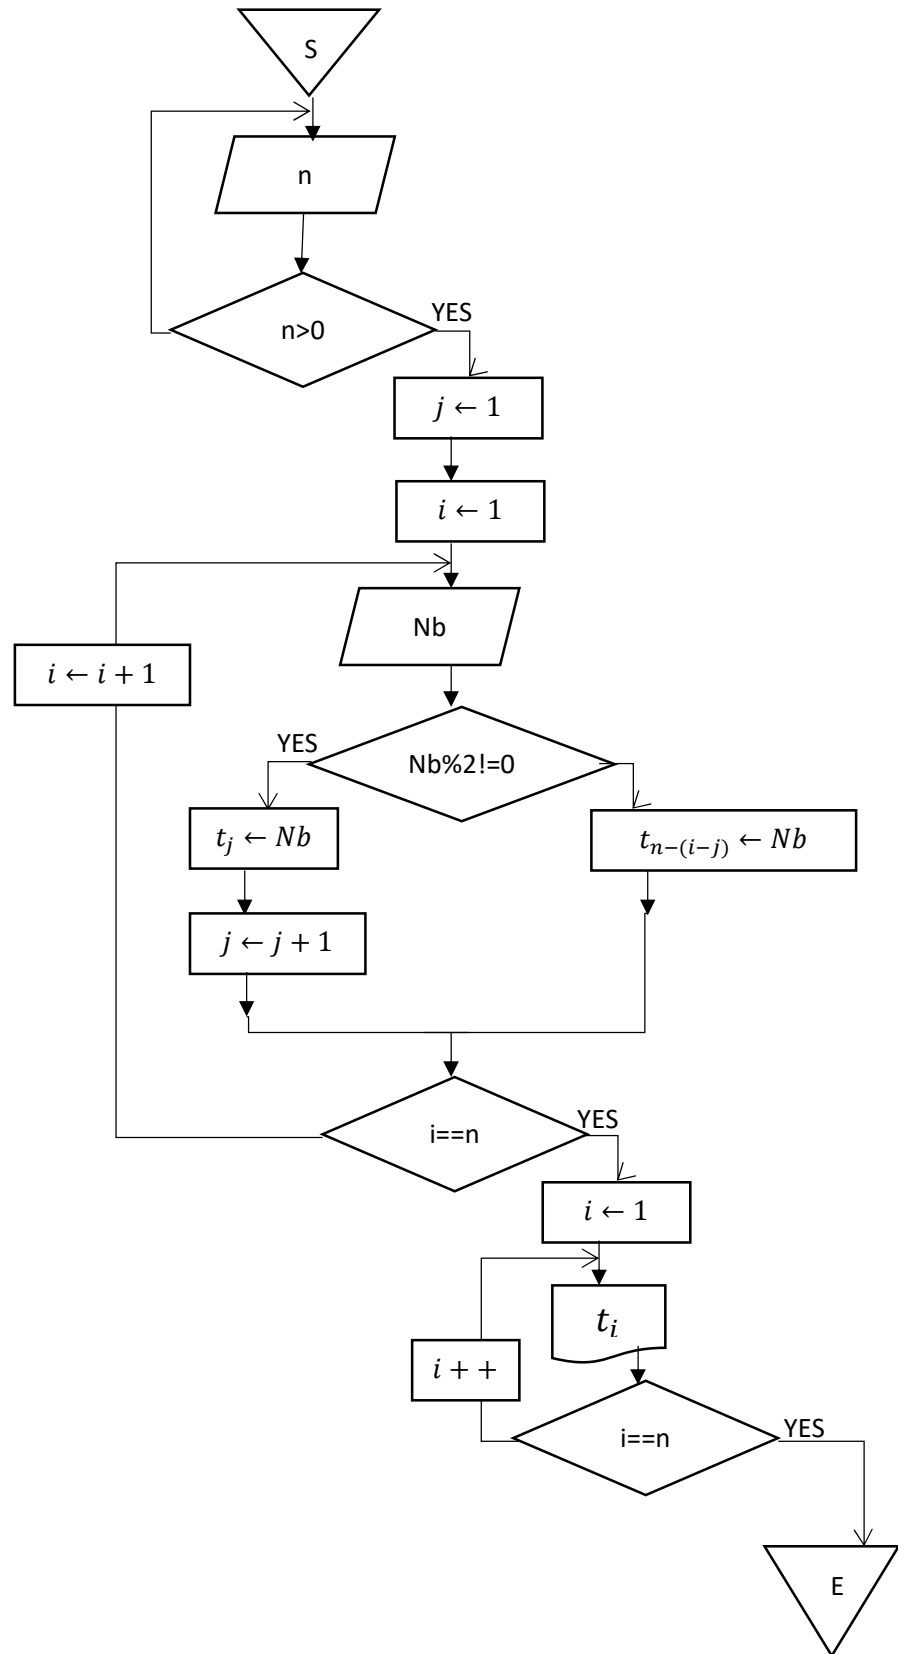 S
n
n>0
YES
j ← 1
i ← 1
Nb
i ← i + 1
Nb%2!=0
YES
t_j ← Nb
t_{n−(i−j)} ← Nb
j ← j + 1
i==n
YES
i ← 1
t_i
i + +
i==n
YES
E